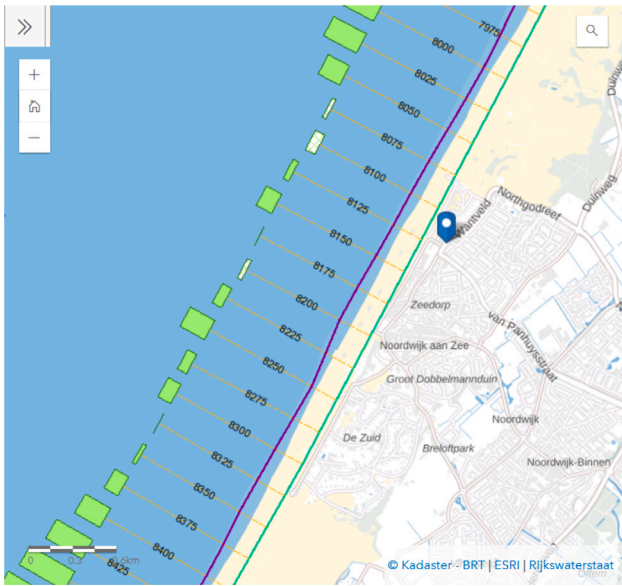 7975
8000
8025
8050
8075
8100
8125
8150
8175
8200
8225
8250
8275
8300
8325
8350
8375
8400
8425
Duinweg
Northgodreef
Wantveld
Duinweg
Zeedorp
van Panhuysstraat
Noordwijk aan Zee
Groot Dobbelmannduin
Noordwijk
De Zuid
Breloftpark
Noordwijk-Binnen
0 0.3 0.6km
© Kadaster - BRT | ESRI | Rijkswaterstaat